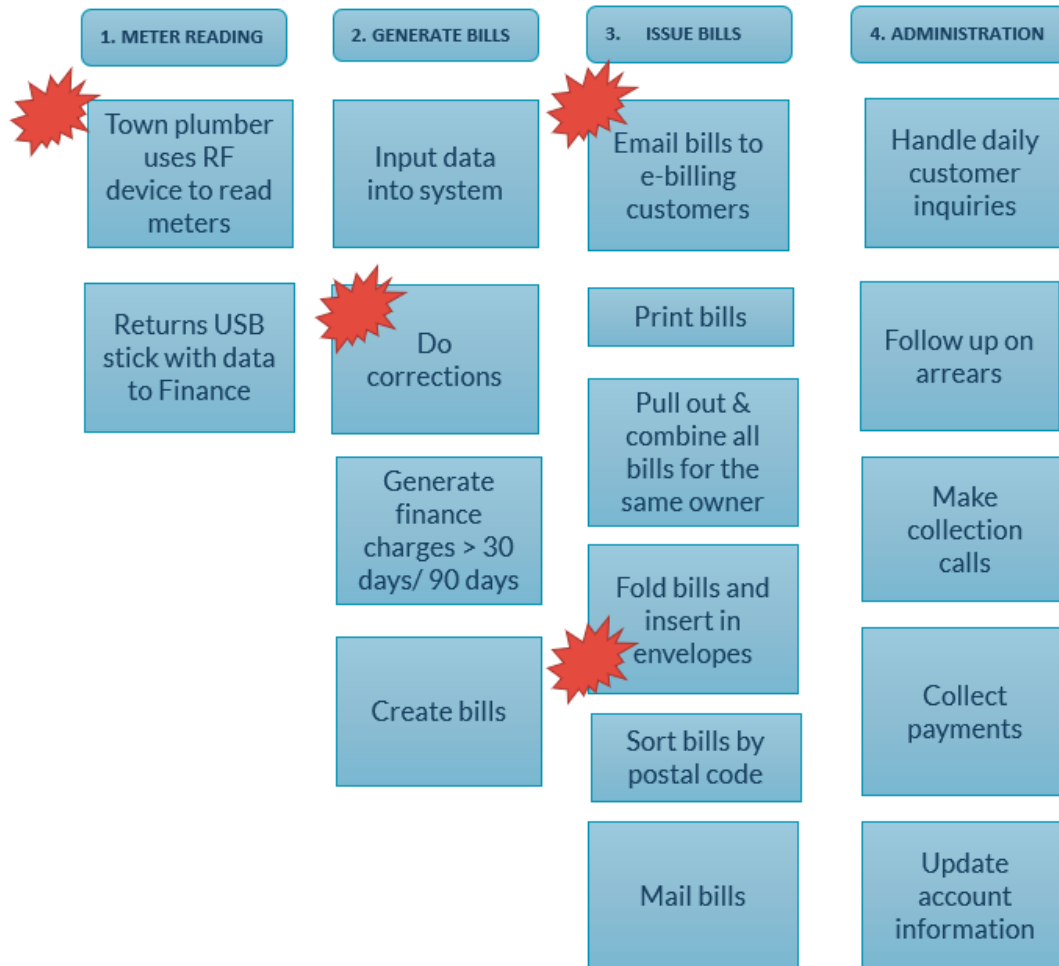 1. METER READING
Town plumber
uses RF
device to read
meters
Returns USB
stick with data
to Finance
2. GENERATE BILLS
Input data
into system
Do
corrections
Generate
finance
charges > 30
days/ 90 days
Create bills
3. ISSUE BILLS
Email bills to
e-billing
customers
Print bills
Pull out &
combine all
bills for the
same owner
Fold bills and
insert in
envelopes
Sort bills by
postal code
Mail bills
4. ADMINISTRATION
Handle daily
customer
inquiries
Follow up on
arrears
Make
collection
calls
Collect
payments
Update
account
information